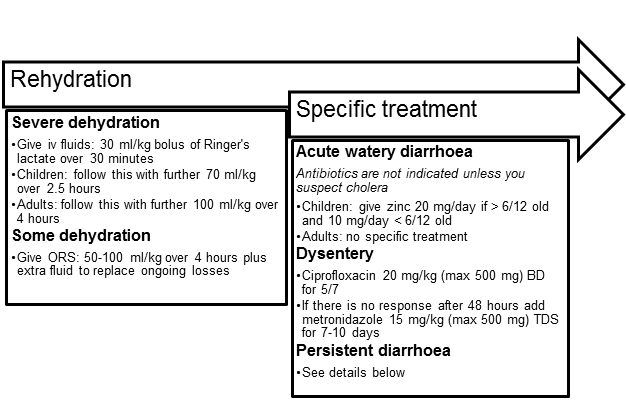 Rehydration
Severe dehydration
•Give iv fluids: 30 ml/kg bolus of Ringer's
lactate over 30 minutes
•Children: follow this with further 70 ml/kg
over 2.5 hours
•Adults: follow this with further 100 ml/kg over
4 hours
Some dehydration
•Give ORS: 50-100 ml/kg over 4 hours plus
extra fluid to replace ongoing losses
Specific treatment
Acute watery diarrhoea
Antibiotics are not indicated unless you
suspect cholera
•Children: give zinc 20 mg/day if > 6/12 old
and 10 mg/day < 6/12 old
•Adults: no specific treatment
Dysentery
•Ciprofloxacin 20 mg/kg (max 500 mg) BD
for 5/7
•If there is no response after 48 hours add
metronidazole 15 mg/kg (max 500 mg) TDS
for 7-10 days
Persistent diarrhoea
•See details below